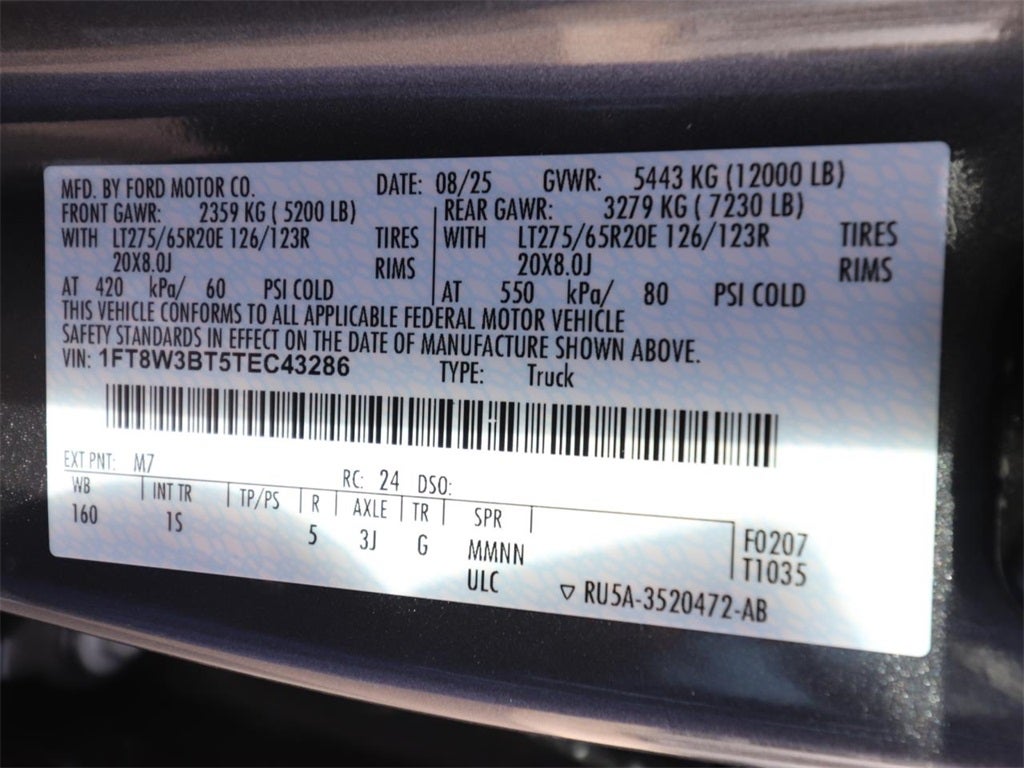 MFD. BY FORD MOTOR CO. DATE: 08/25 GVWR: 5443 KG (12000 LB)
FRONT GAWR: 2359 KG ( 5200 LB) REAR GAWR: 3279 KG ( 7230 LB)
WITH LT275/65R20E 126/123R TIRES WITH LT275/65R20E 126/123R TIRES
20X8.0J RIMS 20X8.0J RIMS
AT 420 kPa/ 60 PSI COLD AT 550 kPa/ 80 PSI COLD
THIS VEHICLE CONFORMS TO ALL APPLICABLE FEDERAL MOTOR VEHICLE
SAFETY STANDARDS IN EFFECT ON THE DATE OF MANUFACTURE SHOWN ABOVE.
VIN: 1FT8W3BT5TEC43286 TYPE: Truck
EXT PNT: M7 RC: 24 DSO:
WB INT TR TP/PS R AXLE TR SPR
160 1S 5 3J G MMNN F0207
ULC T1035
▽ RU5A-3520472-AB